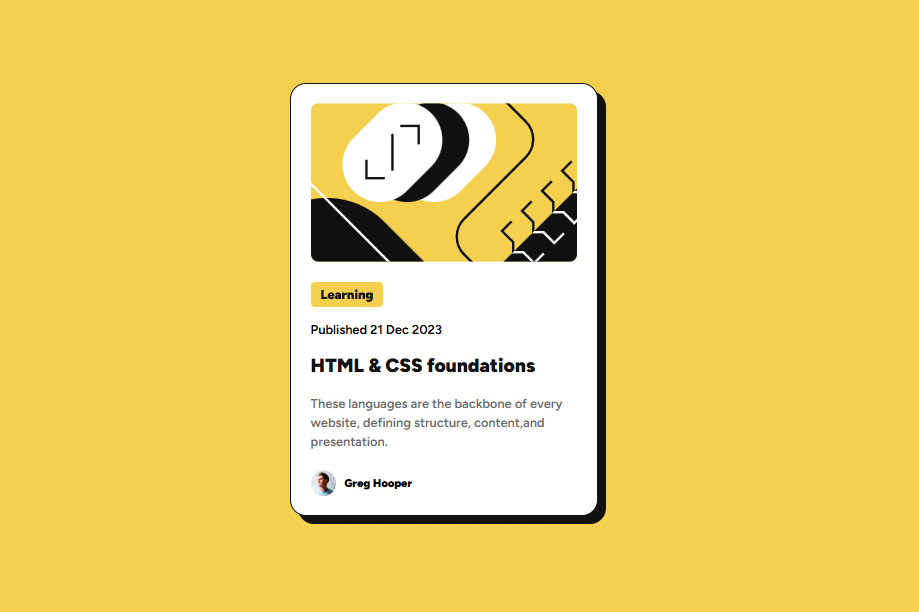 Learning
Published 21 Dec 2023
HTML & CSS foundations
These languages are the backbone of every
website, defining structure, content,and
presentation.
Greg Hooper